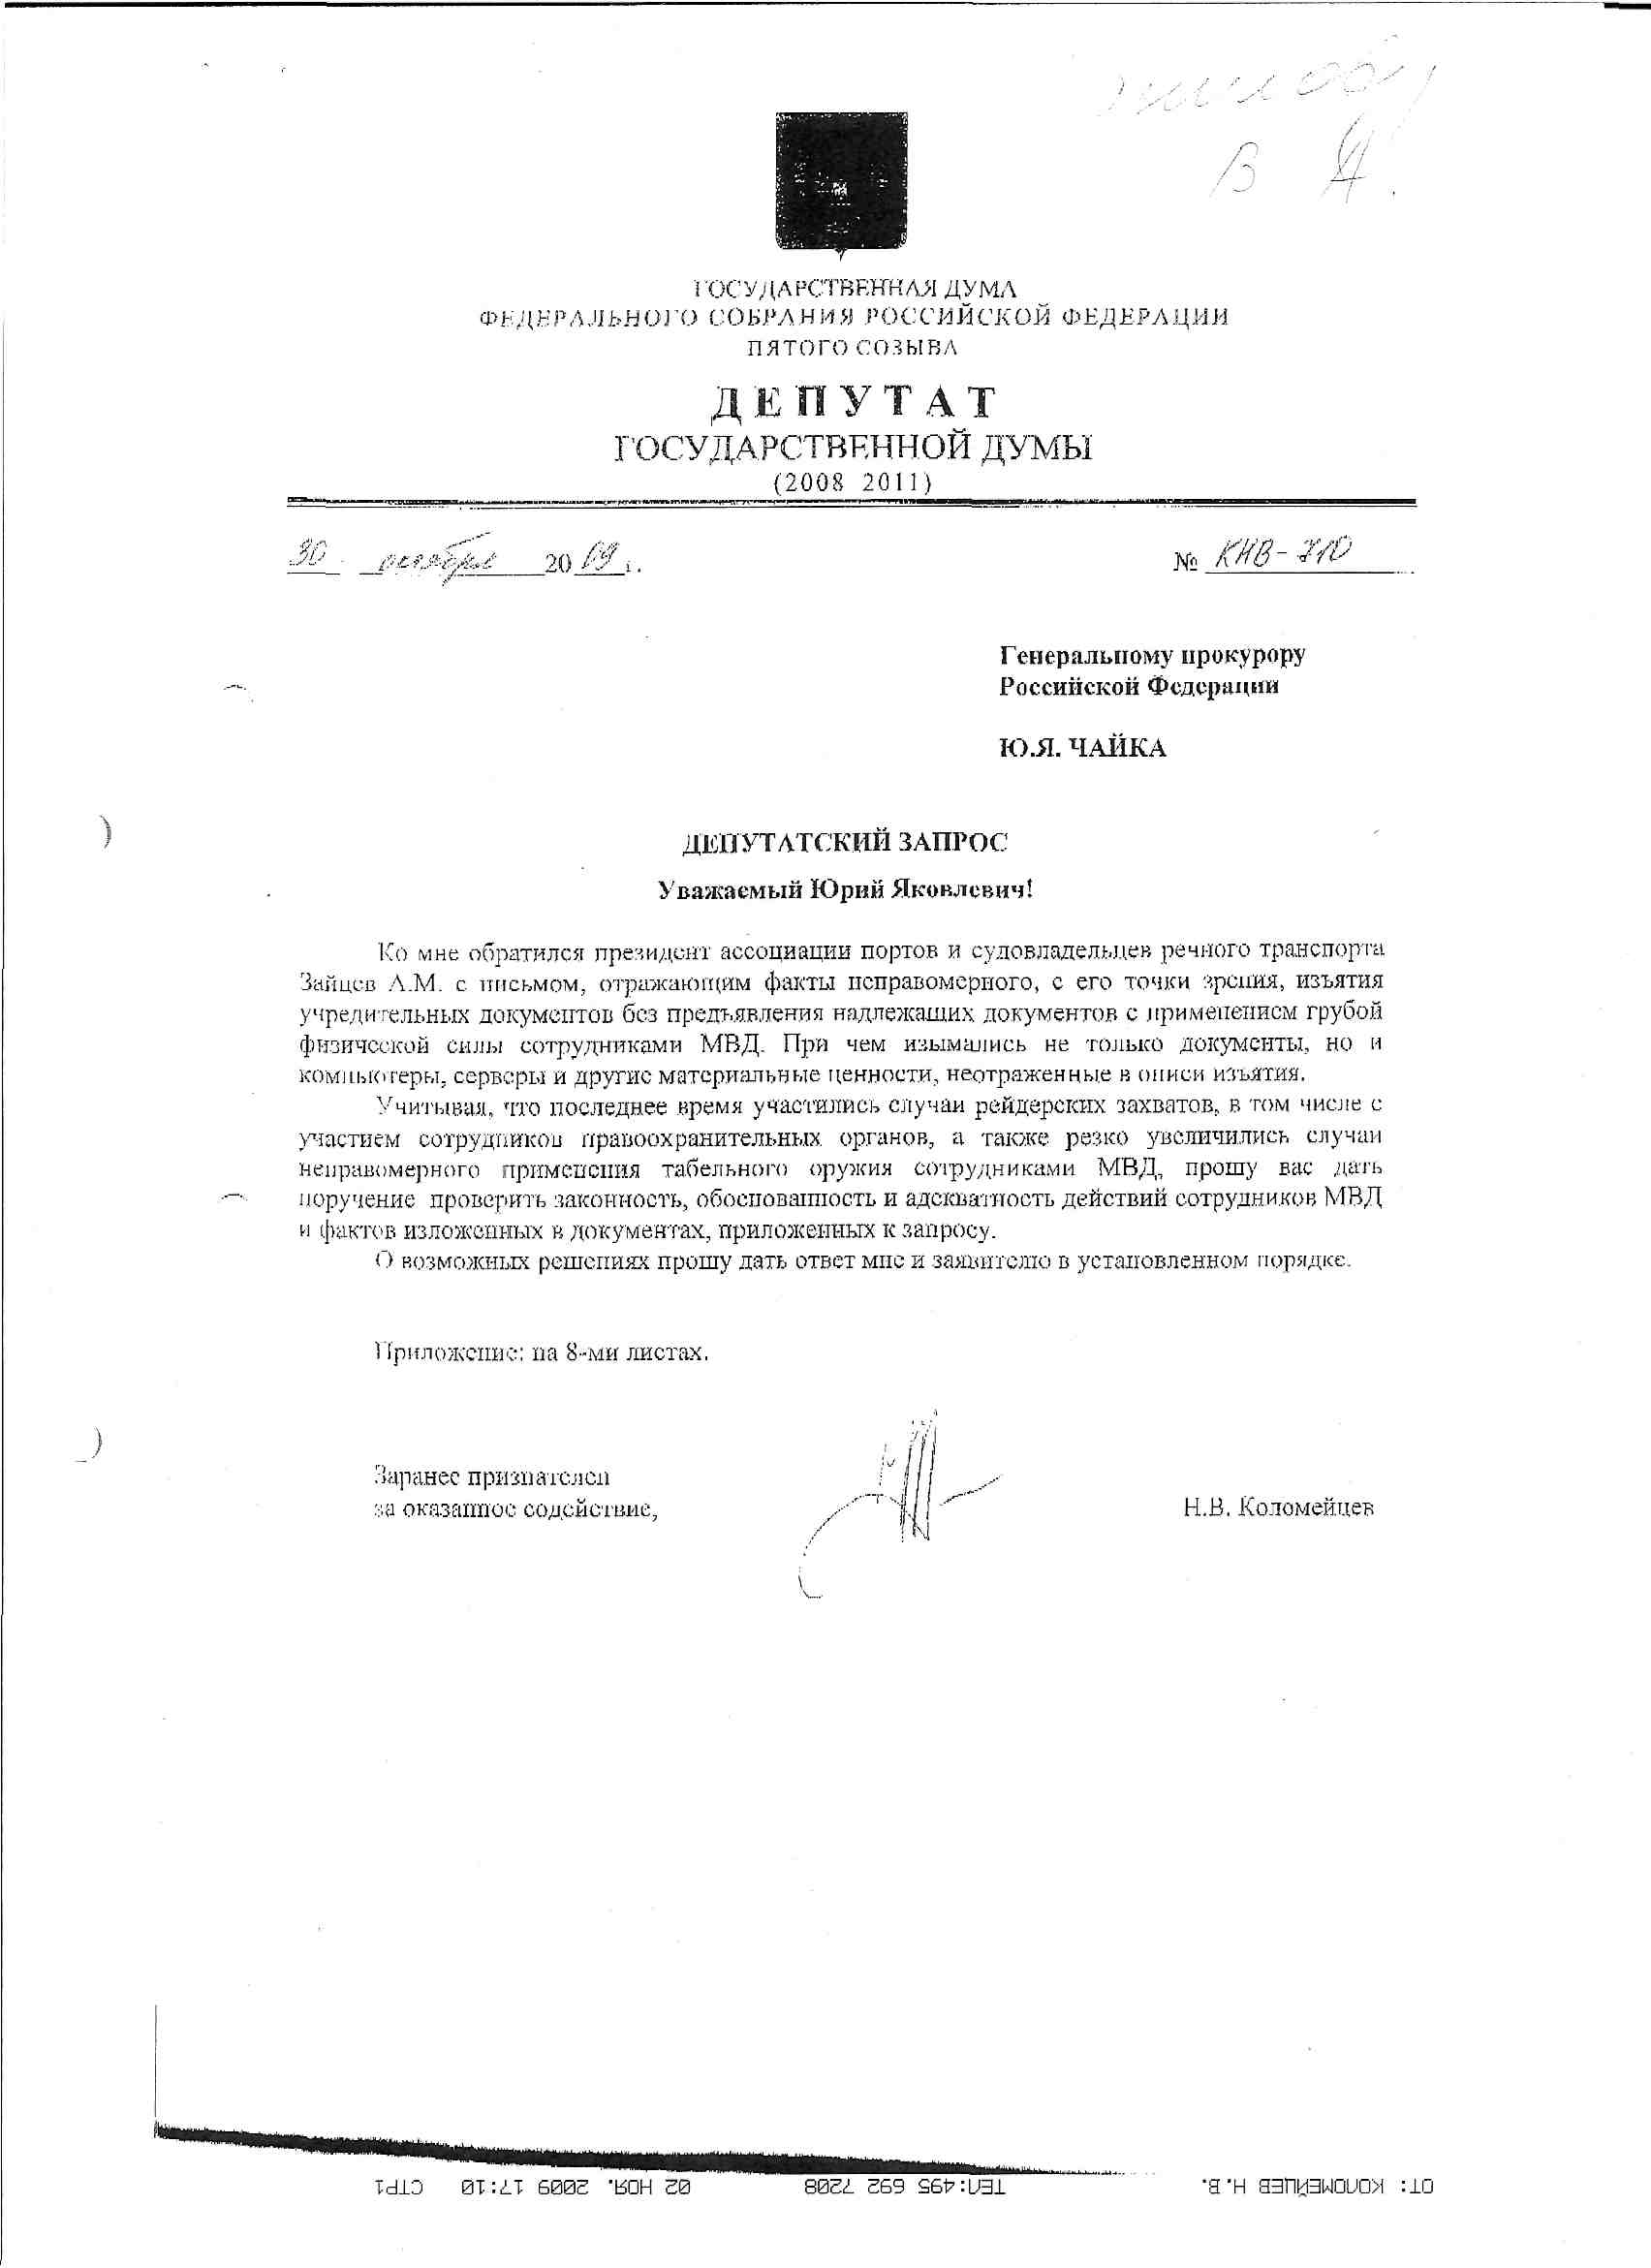 В
ГОСУДАРСТВЕННАЯ ДУМА
ФЕДЕРАЛЬНОГО СОБРАНИЯ РОССИЙСКОЙ ФЕДЕРАЦИИ
ПЯТОГО СОЗЫВА
ДЕПУТАТ
ГОСУДАРСТВЕННОЙ ДУМЫ
(2008 2011)
30 октября 2009 г.
№ КНВ-710
Генеральному прокурору
Российской Федерации
Ю.Я. ЧАЙКА
ДЕПУТАТСКИЙ ЗАПРОС
Уважаемый Юрий Яковлевич!
Ко мне обратился президент ассоциации портов и судовладельцев речного транспорта
Зайцев А.М. с письмом, отражающим факты неправомерного, с его точки зрения, изъятия
учредительных документов без предъявления надлежащих документов с применением грубой
физической силы сотрудниками МВД. При чем изымались не только документы, но и
компьютеры, серверы и другие материальные ценности, неотраженные в описи изъятия.
Учитывая, что последнее время участились случаи рейдерских захватов, в том числе с
участием сотрудников правоохранительных органов, а также резко увеличились случаи
неправомерного применения табельного оружия сотрудниками МВД, прошу вас дать
поручение проверить законность, обоснованность и адекватность действий сотрудников МВД
и фактов изложенных в документах, приложенных к запросу.
О возможных решениях прошу дать ответ мне и заявителю в установленном порядке.
Приложение: на 8-ми листах.
Заранее признателен
за оказанное содействие,
Н.В. Коломейцев
ОТ: КОЛОМЕЙЦЕВ Н.В. ТЕЛ:495 692 7208 02 НОЯ. 2009 17:10 СТР1